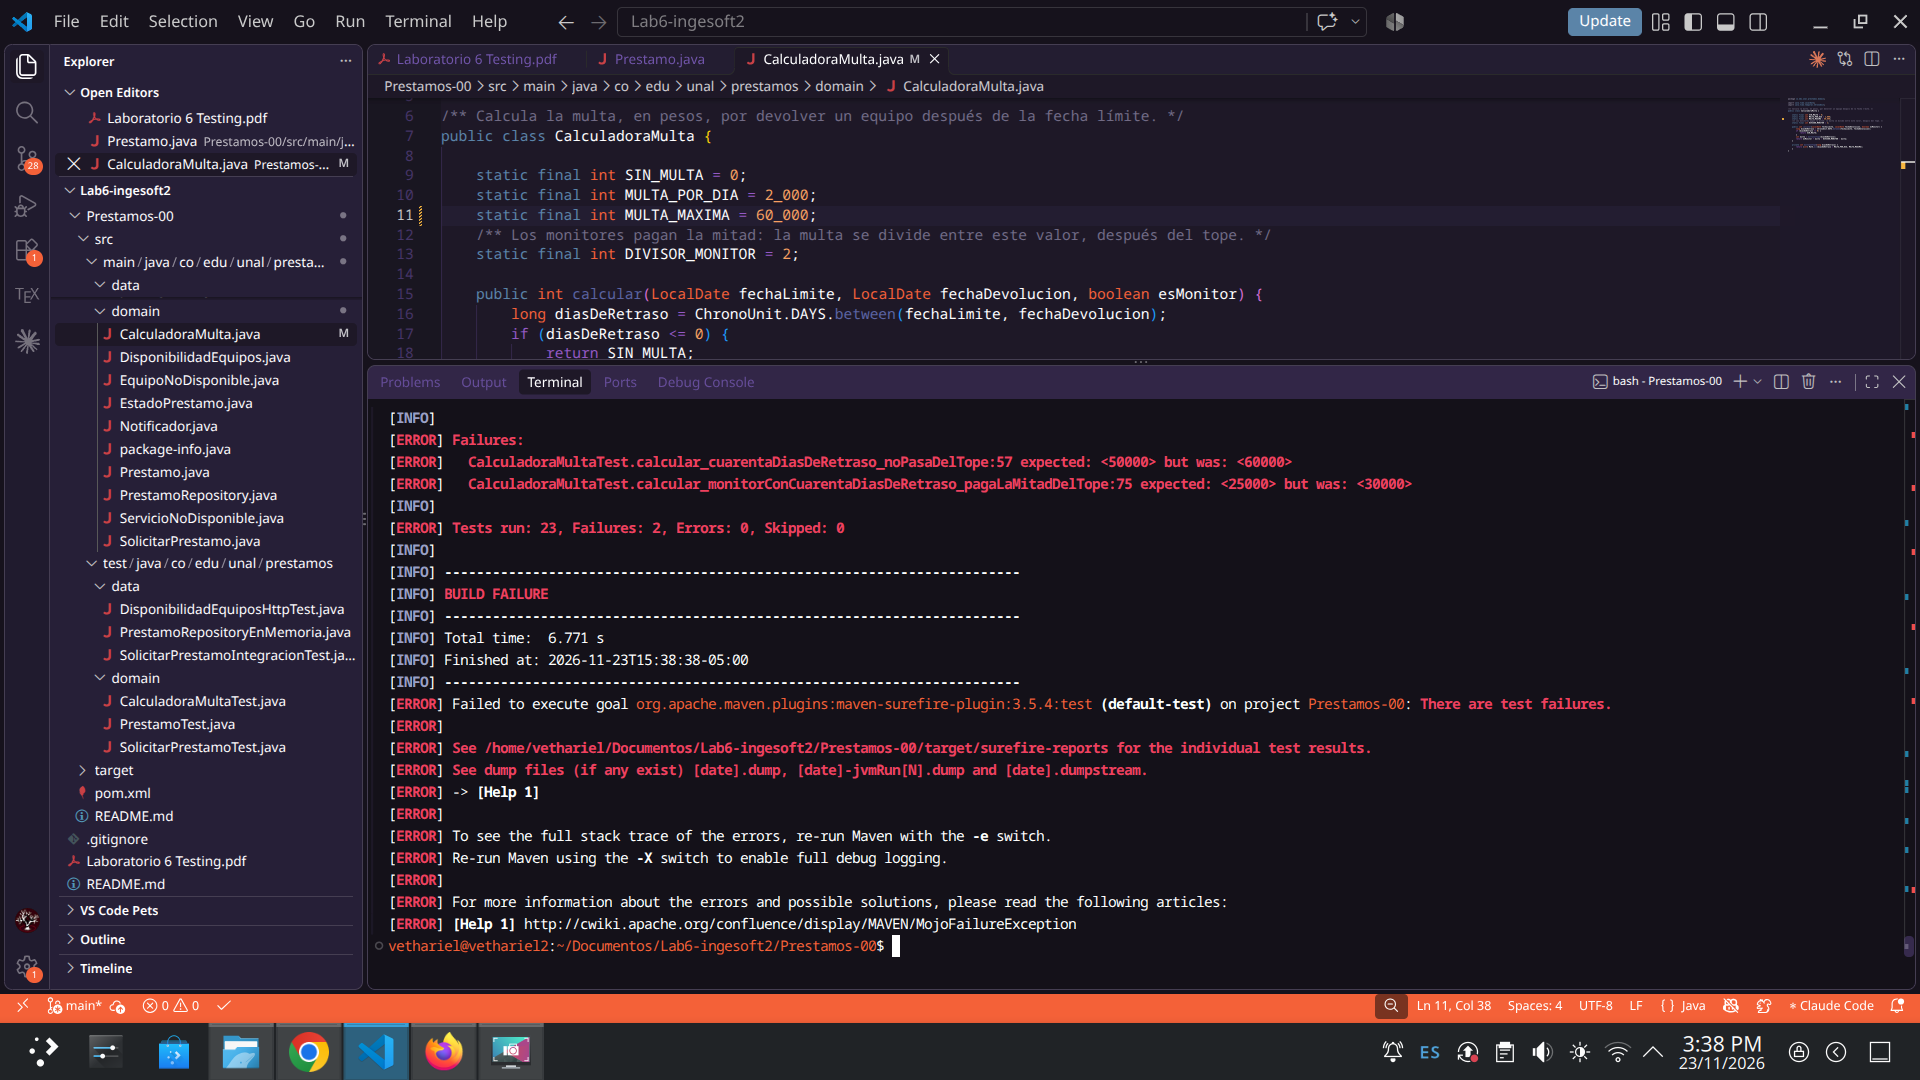 File Edit Selection View Go Run Terminal Help
Lab6-ingesoft2
Update
Explorer
Open Editors
Laboratorio 6 Testing.pdf
Prestamo.java Prestamos-00/src/main/j...
CalculadoraMulta.java Prestamos-... M
Lab6-ingesoft2
Prestamos-00
src
main / java / co / edu / unal / presta...
data
domain
CalculadoraMulta.java M
DisponibilidadEquipos.java
EquipoNoDisponible.java
EstadoPrestamo.java
Notificador.java
package-info.java
Prestamo.java
PrestamoRepository.java
ServicioNoDisponible.java
SolicitarPrestamo.java
test / java / co / edu / unal / prestamos
data
DisponibilidadEquiposHttpTest.java
PrestamoRepositoryEnMemoria.java
SolicitarPrestamoIntegracionTest.ja...
domain
CalculadoraMultaTest.java
PrestamoTest.java
SolicitarPrestamoTest.java
target
pom.xml
README.md
.gitignore
Laboratorio 6 Testing.pdf
README.md
VS Code Pets
Outline
Timeline
28
1
TEX
1
Laboratorio 6 Testing.pdf
Prestamo.java
CalculadoraMulta.java M
Prestamos-00 > src > main > java > co > edu > unal > prestamos > domain > CalculadoraMulta.java
6 /** Calcula la multa, en pesos, por devolver un equipo después de la fecha límite. */
7 public class CalculadoraMulta {
8
9 static final int SIN_MULTA = 0;
10 static final int MULTA_POR_DIA = 2_000;
11 static final int MULTA_MAXIMA = 60_000;
12 /** Los monitores pagan la mitad: la multa se divide entre este valor, después del tope. */
13 static final int DIVISOR_MONITOR = 2;
14
15 public int calcular(LocalDate fechaLimite, LocalDate fechaDevolucion, boolean esMonitor) {
16 long diasDeRetraso = ChronoUnit.DAYS.between(fechaLimite, fechaDevolucion);
17 if (diasDeRetraso <= 0) {
18 return SIN_MULTA;
Problems Output Terminal Ports Debug Console
bash - Prestamos-00
[INFO]
[ERROR] Failures:
[ERROR] CalculadoraMultaTest.calcular_cuarentaDiasDeRetraso_noPasaDelTope:57 expected: <50000> but was: <60000>
[ERROR] CalculadoraMultaTest.calcular_monitorConCuarentaDiasDeRetraso_pagaLaMitadDelTope:75 expected: <25000> but was: <30000>
[INFO]
[ERROR] Tests run: 23, Failures: 2, Errors: 0, Skipped: 0
[INFO]
[INFO] ------------------------------------------------------------------------
[INFO] BUILD FAILURE
[INFO] ------------------------------------------------------------------------
[INFO] Total time:  6.771 s
[INFO] Finished at: 2026-11-23T15:38:38-05:00
[INFO] ------------------------------------------------------------------------
[ERROR] Failed to execute goal org.apache.maven.plugins:maven-surefire-plugin:3.5.4:test (default-test) on project Prestamos-00: There are test failures.
[ERROR]
[ERROR] See /home/vethariel/Documentos/Lab6-ingesoft2/Prestamos-00/target/surefire-reports for the individual test results.
[ERROR] See dump files (if any exist) [date].dump, [date]-jvmRun[N].dump and [date].dumpstream.
[ERROR] -> [Help 1]
[ERROR]
[ERROR] To see the full stack trace of the errors, re-run Maven with the -e switch.
[ERROR] Re-run Maven using the -X switch to enable full debug logging.
[ERROR]
[ERROR] For more information about the errors and possible solutions, please read the following articles:
[ERROR] [Help 1] http://cwiki.apache.org/confluence/display/MAVEN/MojoFailureException
vethariel@vethariel2:~/Documentos/Lab6-ingesoft2/Prestamos-00$
main* 0 0
Ln 11, Col 38 Spaces: 4 UTF-8 LF { } Java Claude Code
ES
3:38 PM
23/11/2026